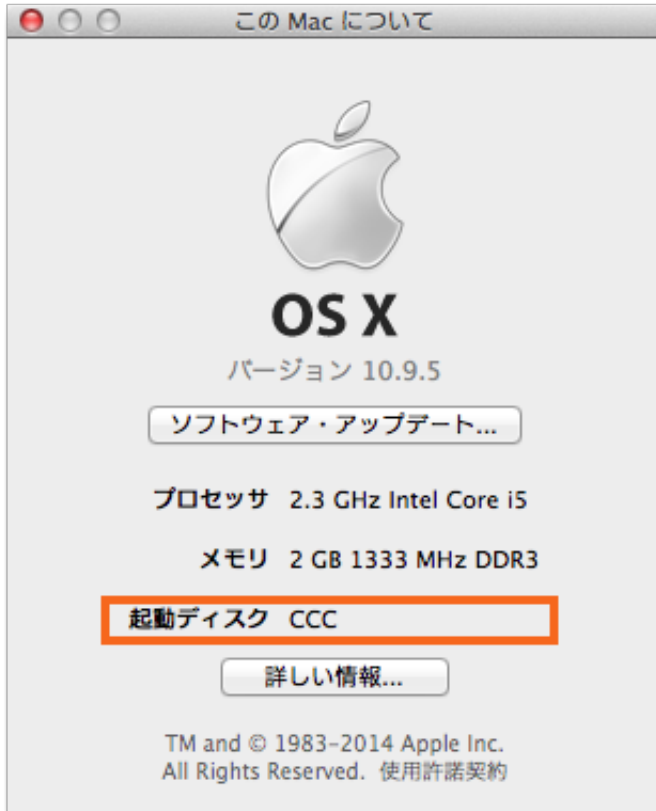 この Mac について
OS X
バージョン 10.9.5
ソフトウェア・アップデート...
プロセッサ 2.3 GHz Intel Core i5
メモリ 2 GB 1333 MHz DDR3
起動ディスク CCC
詳しい情報...
TM and © 1983-2014 Apple Inc.
All Rights Reserved. 使用許諾契約